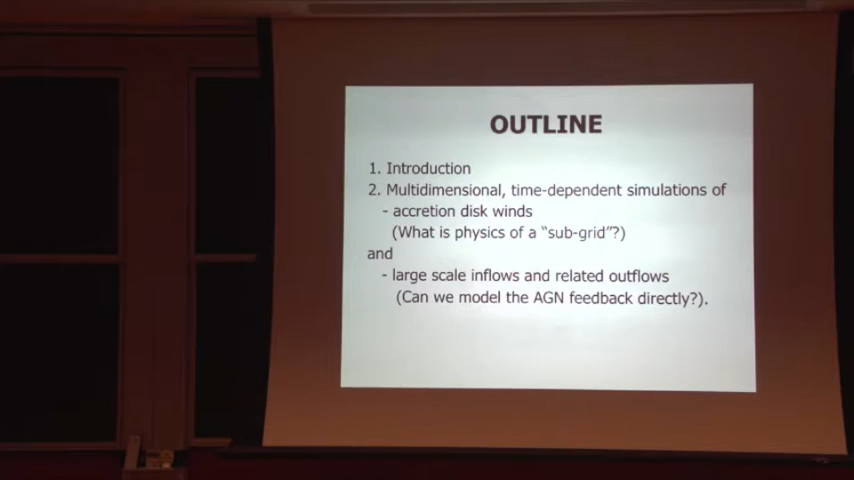 OUTLINE
1. Introduction
2. Multidimensional, time-dependent simulations of
- accretion disk winds
(What is physics of a “sub-grid”?)
and
- large scale inflows and related outflows
(Can we model the AGN feedback directly?).